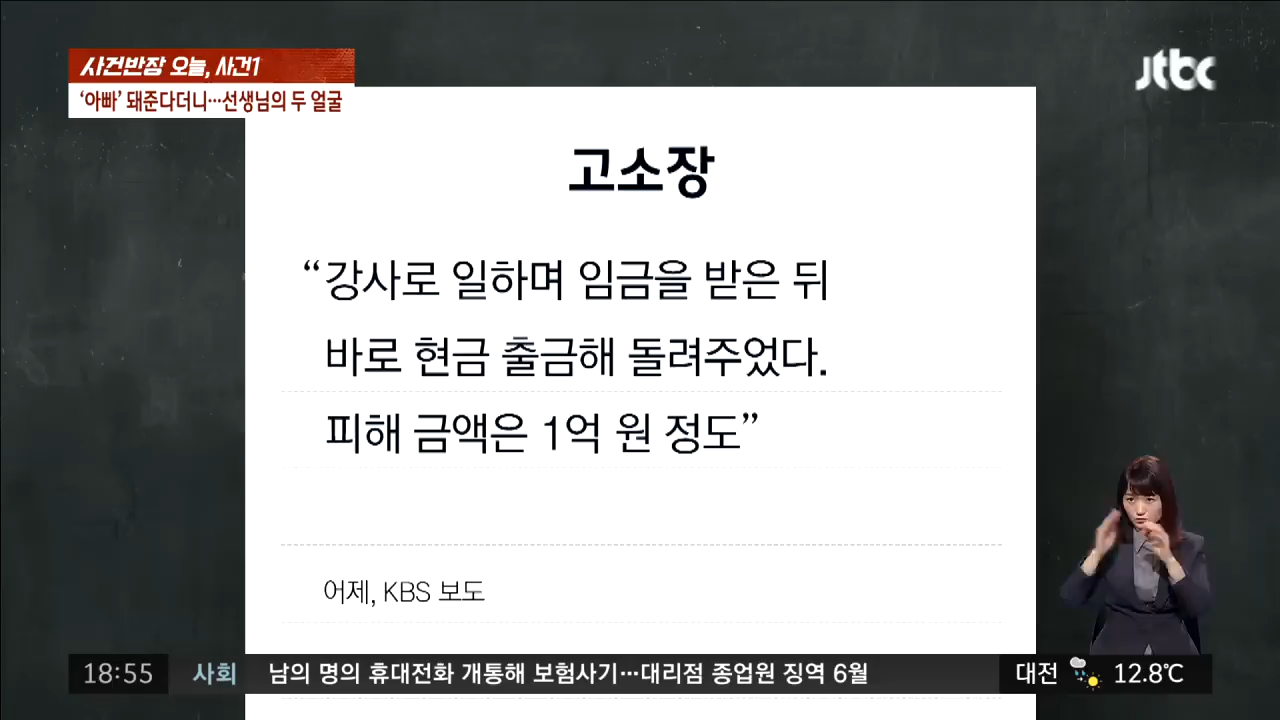 사건반장 오늘, 사건1
‘아빠’ 돼준다더니…선생님의 두 얼굴
jtbc
고소장
“강사로 일하며 임금을 받은 뒤
바로 현금 출금해 돌려주었다.
피해 금액은 1억 원 정도”
어제, KBS 보도
18:55 사회 남의 명의 휴대전화 개통해 보험사기…대리점 종업원 징역 6월 대전 12.8℃